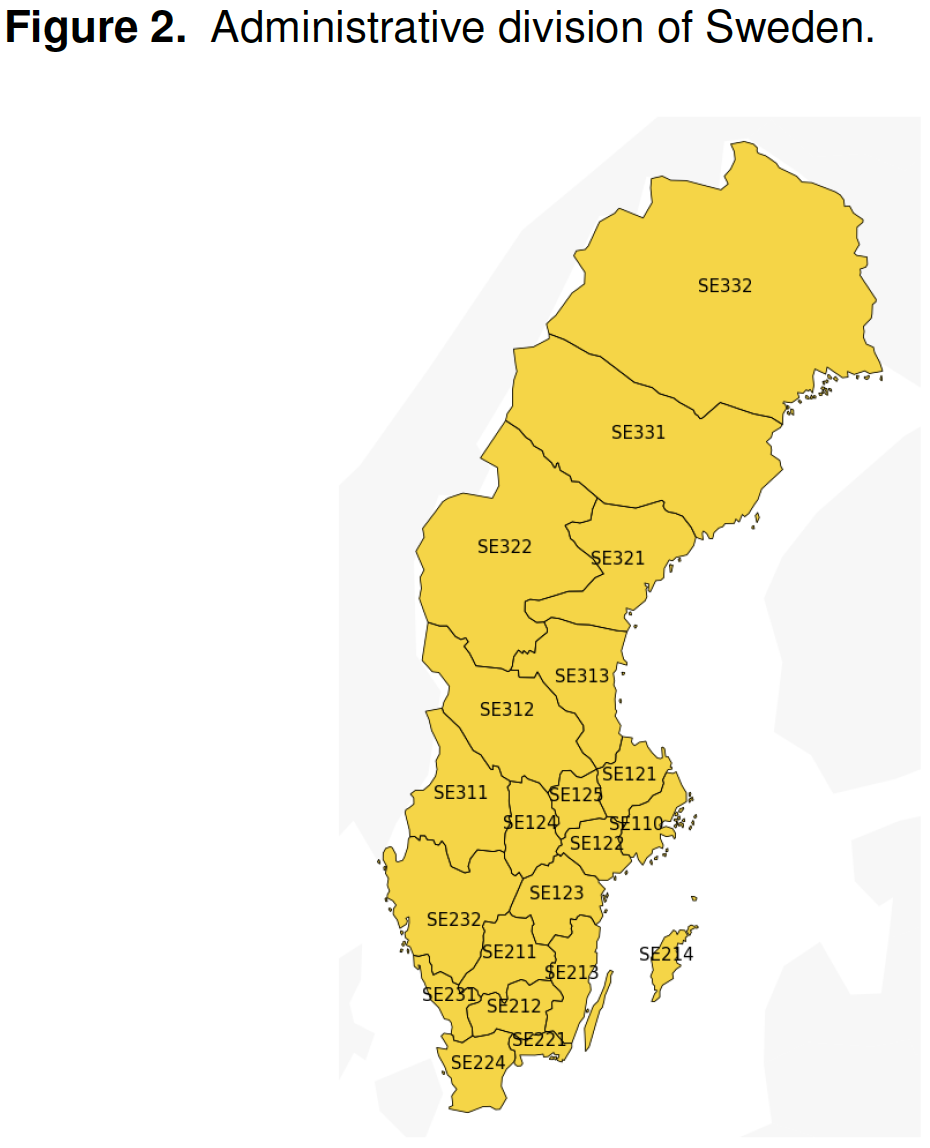 Figure 2. Administrative division of Sweden.
SE332
SE331
SE322
SE321
SE313
SE312
SE121
SE311
SE125
SE124
SE110
SE122
SE123
SE232
SE211
SE214
SE213
SE231
SE212
SE221
SE224